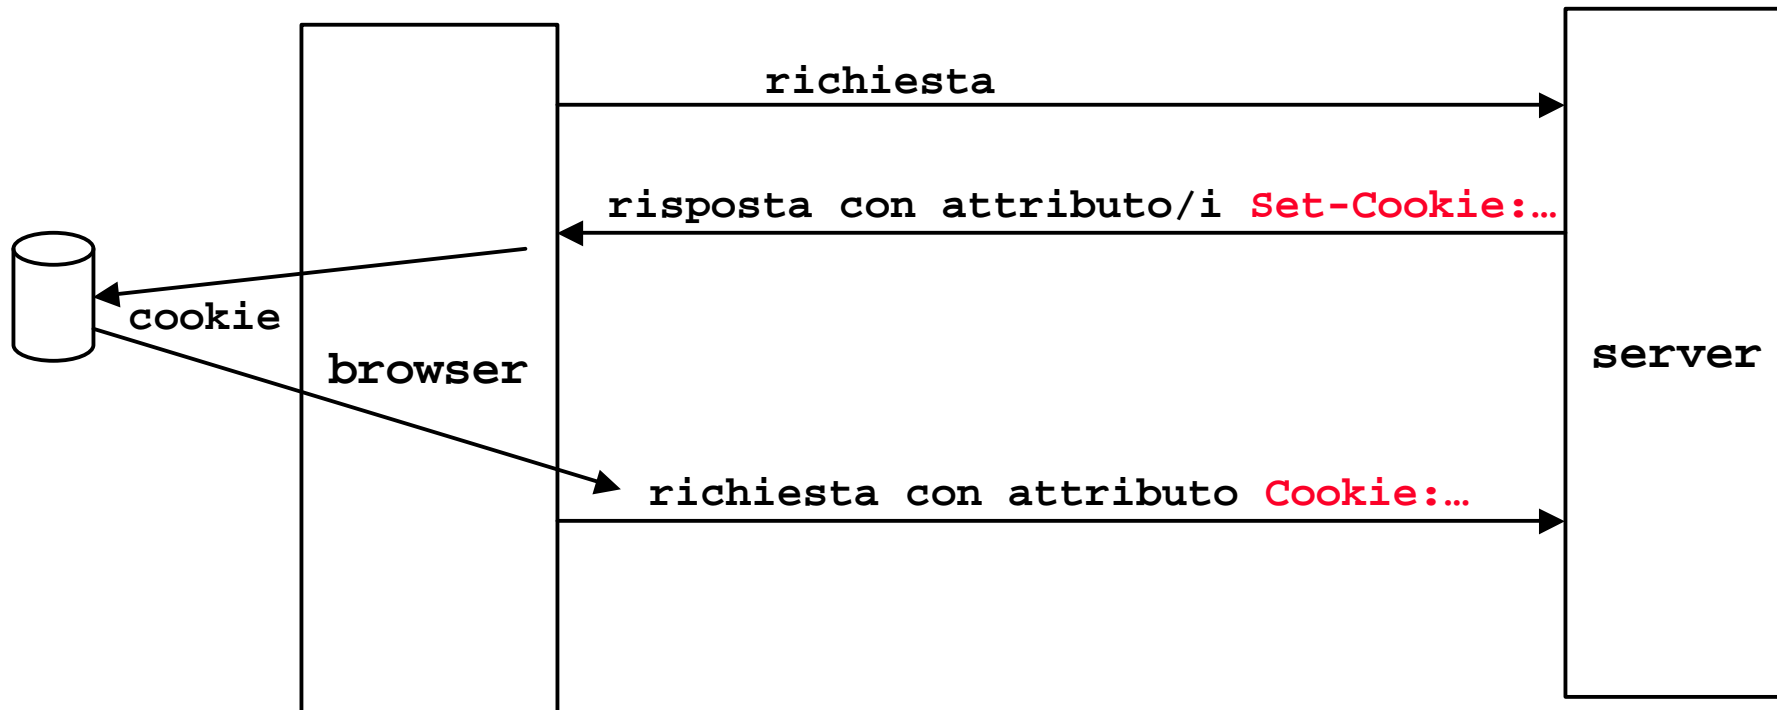 richiesta
risposta con attributo/i Set-Cookie:…
cookie
browser
server
richiesta con attributo Cookie:…